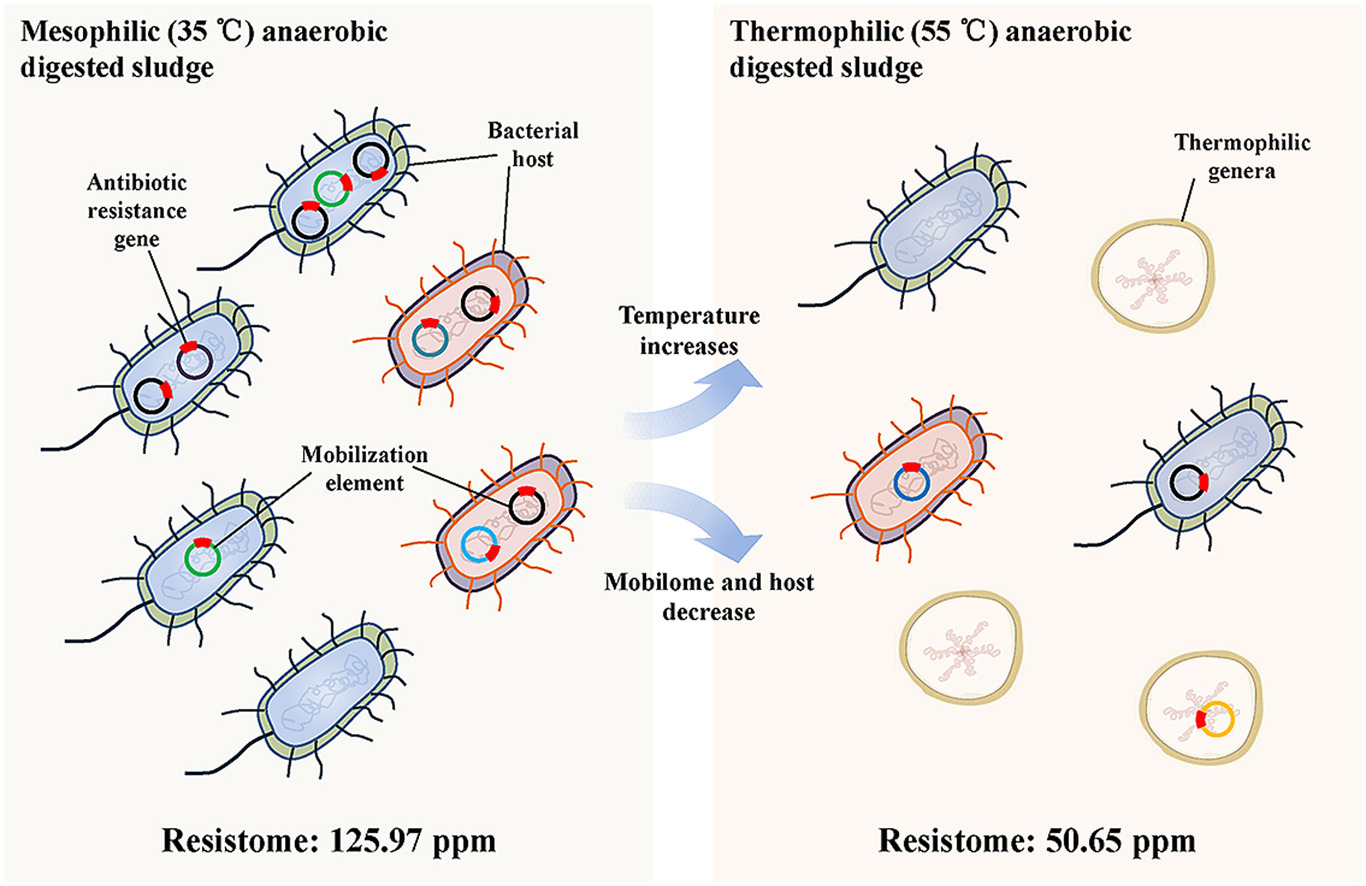 Mesophilic (35 ℃) anaerobic
digested sludge
Bacterial
host
Antibiotic
resistance
gene
Mobilization
element
Resistome: 125.97 ppm
Temperature
increases
Mobilome and host
decrease
Thermophilic (55 ℃) anaerobic
digested sludge
Thermophilic
genera
Resistome: 50.65 ppm